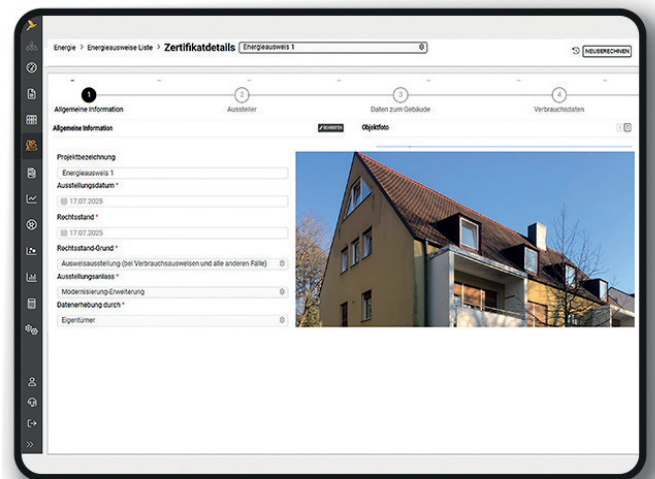 Energie > Energieausweise Liste > Zertifikatdetails Energieausweis 1
NEUBERECHNEN
1 2 3 4
Allgemeine Information Aussteller Daten zum Gebäude Verbrauchsdaten
Allgemeine Information BEARBEITEN Objektfoto
Projektbezeichnung
Energieausweis 1
Ausstellungsdatum *
17.07.2025
Rechtsstand *
17.07.2025
Rechtsstand-Grund *
Ausweisausstellung (bei Verbrauchsausweisen und alle anderen Fälle)
Ausstellungsanlass *
Modernisierung-Erweiterung
Datenerhebung durch *
Eigentümer